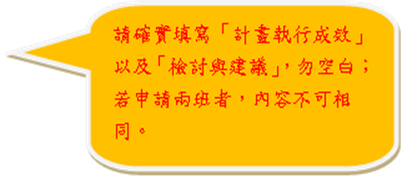 請確實填寫「計畫執行成效」
以及「檢討與建議」，勿空白；
若申請兩班者，內容不可相
同。